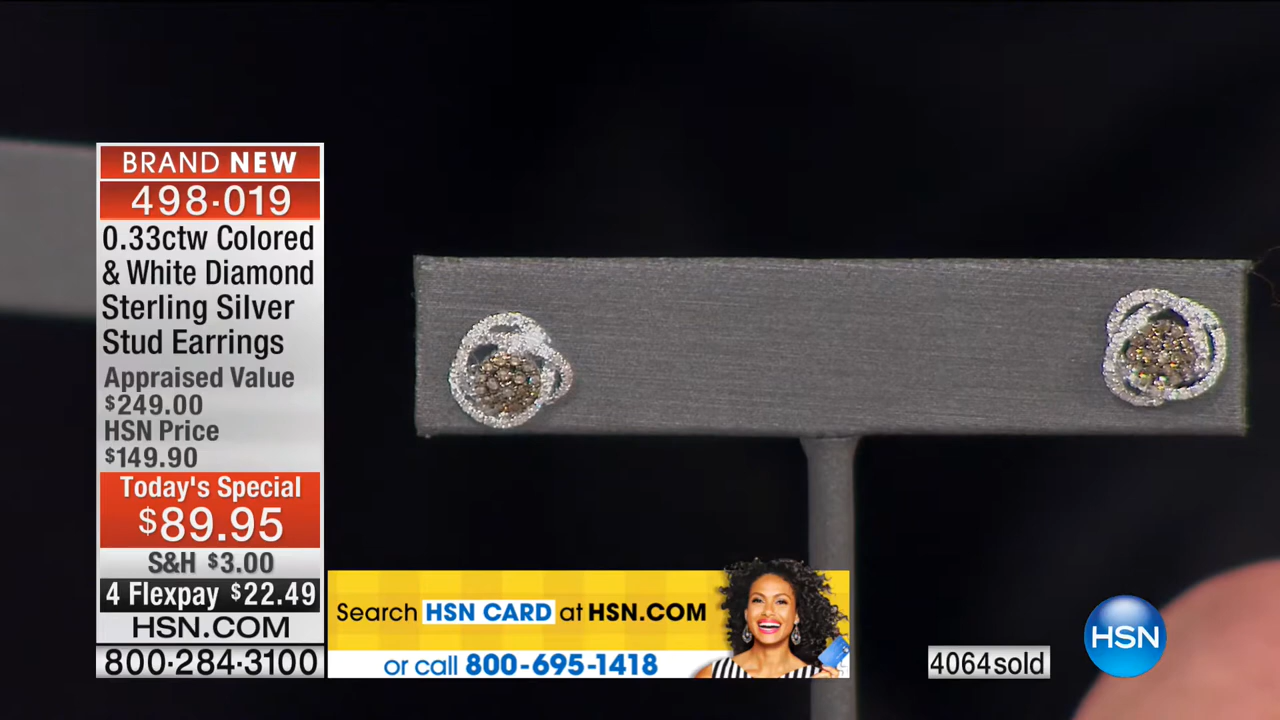 BRAND NEW
498·019
0.33ctw Colored
& White Diamond
Sterling Silver
Stud Earrings
Appraised Value
$249.00
HSN Price
$149.90
Today's Special
$89.95
S&H $3.00
4 Flexpay $22.49
HSN.COM
800·284·3100
Search HSN CARD at HSN.COM
or call 800-695-1418
4064sold
HSN